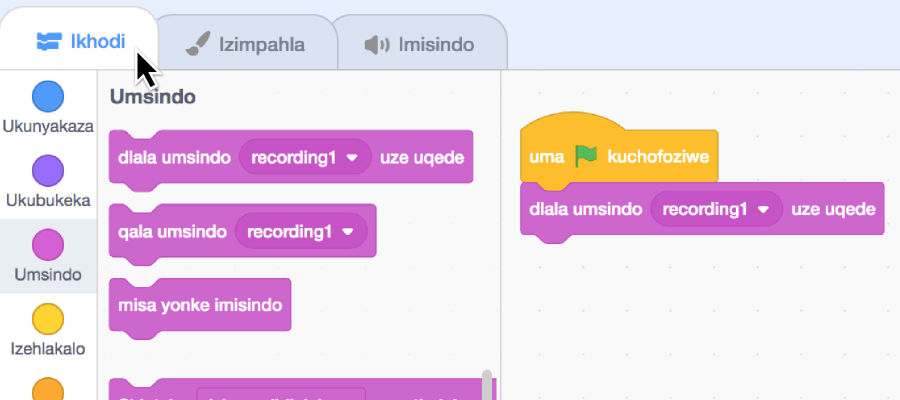 Ikhodi Izimpahla Imisindo
Ukunyakaza
Ukubukeka
Umsindo
Izehlakalo
Umsindo
dlala umsindo recording1 uze uqede
qala umsindo recording1
misa yonke imisindo
uma kuchofoziwe
dlala umsindo recording1 uze uqede